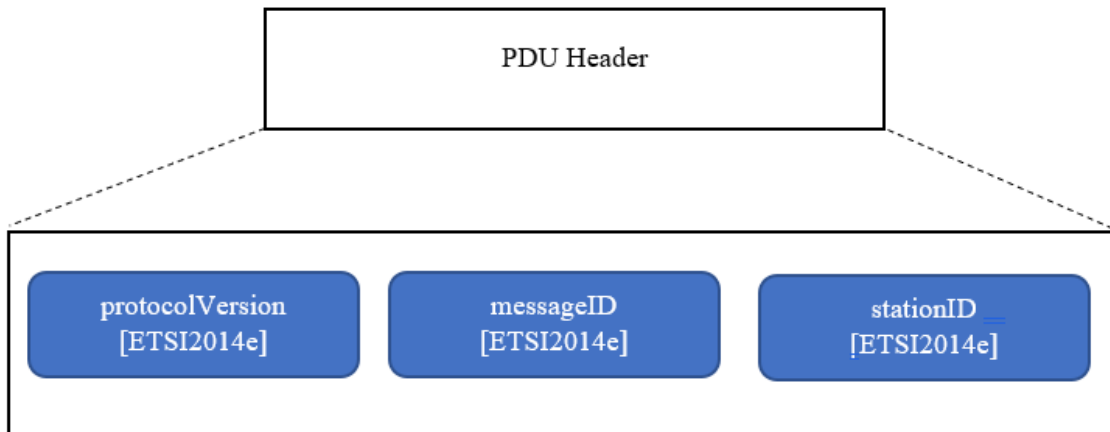 PDU Header
protocolVersion
[ETSI2014e]
messageID
[ETSI2014e]
stationID
[ETSI2014e]